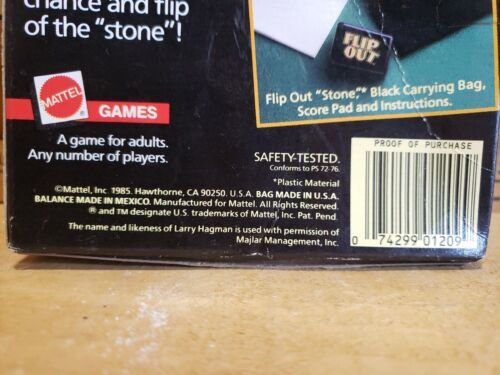 chance and flip
of the "stone"!
FLIP
OUT
Flip Out "Stone,"* Black Carrying Bag,
Score Pad and Instructions.
MATTEL
GAMES
A game for adults.
Any number of players.
SAFETY-TESTED.
Conforms to PS 72-76.
*Plastic Material
©Mattel, Inc. 1985. Hawthorne, CA 90250. U.S.A. BAG MADE IN U.S.A.
BALANCE MADE IN MEXICO. Manufactured for Mattel. All Rights Reserved.
® and TM designate U.S. trademarks of Mattel, Inc. Pat. Pend.
The name and likeness of Larry Hagman is used with permission of
Majlar Management, Inc.
PROOF OF PURCHASE
0 74299 01209